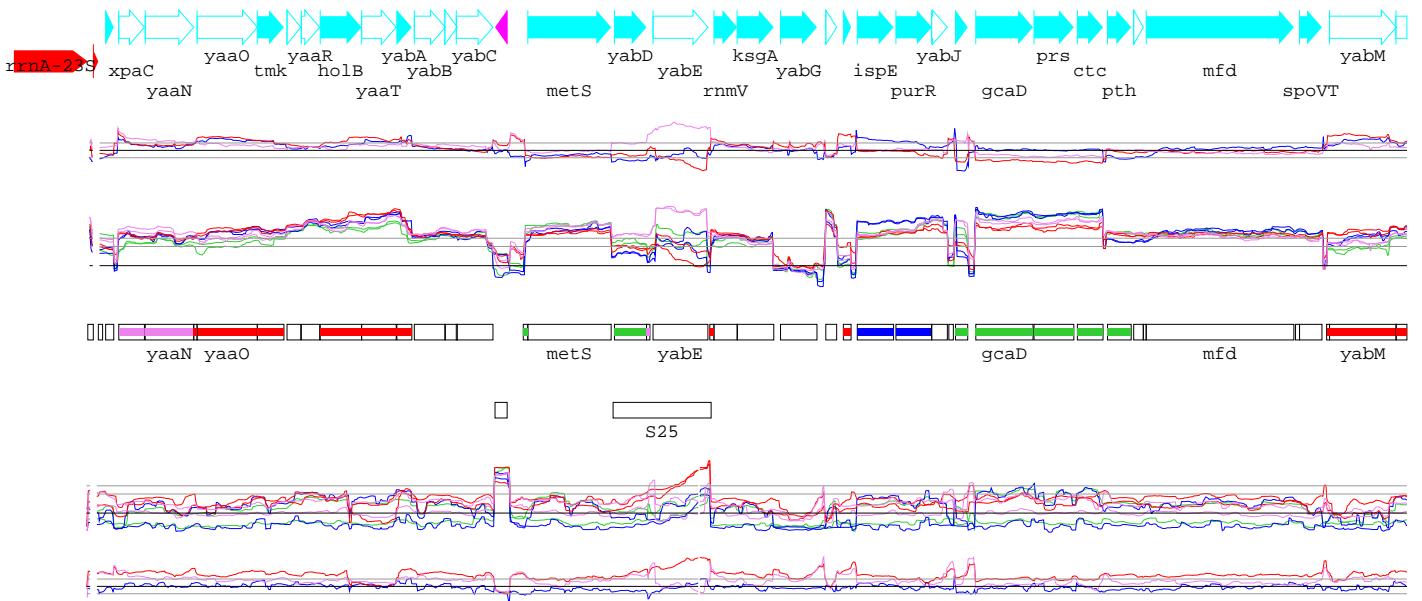 yaaO yaaR yabA yabC yabD ksgA yabJ prs yabM
rrnA-23S xpaC tmk holB yabB yabE yabG ispE ctc mfd
yaaN yaaT metS rnmV purR gcaD pth spoVT
yaaN yaaO metS yabE gcaD mfd yabM
S25